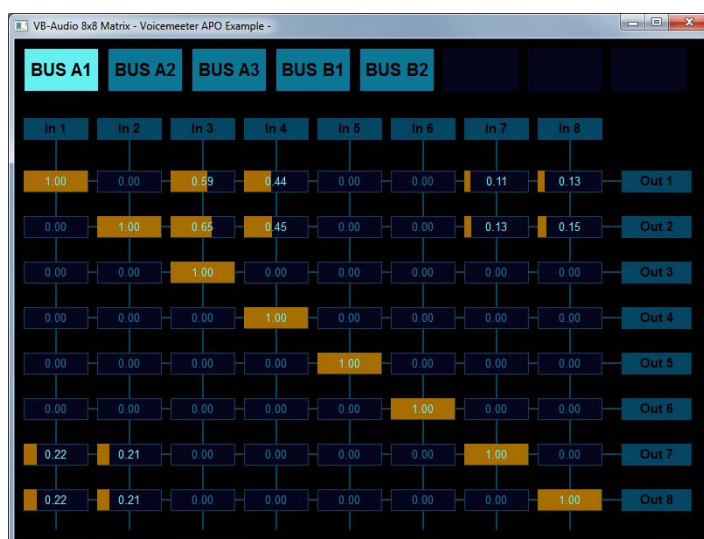 VB-Audio 8x8 Matrix - Voicemeeter APO Example -
BUS A1 BUS A2 BUS A3 BUS B1 BUS B2
In 1 In 2 In 3 In 4 In 5 In 6 In 7 In 8
1.00 0.00 0.59 0.44 0.00 0.00 0.11 0.13 Out 1
0.00 1.00 0.65 0.45 0.00 0.00 0.13 0.15 Out 2
0.00 0.00 1.00 0.00 0.00 0.00 0.00 0.00 Out 3
0.00 0.00 0.00 1.00 0.00 0.00 0.00 0.00 Out 4
0.00 0.00 0.00 0.00 1.00 0.00 0.00 0.00 Out 5
0.00 0.00 0.00 0.00 0.00 1.00 0.00 0.00 Out 6
0.22 0.21 0.00 0.00 0.00 0.00 1.00 0.00 Out 7
0.22 0.21 0.00 0.00 0.00 0.00 0.00 1.00 Out 8